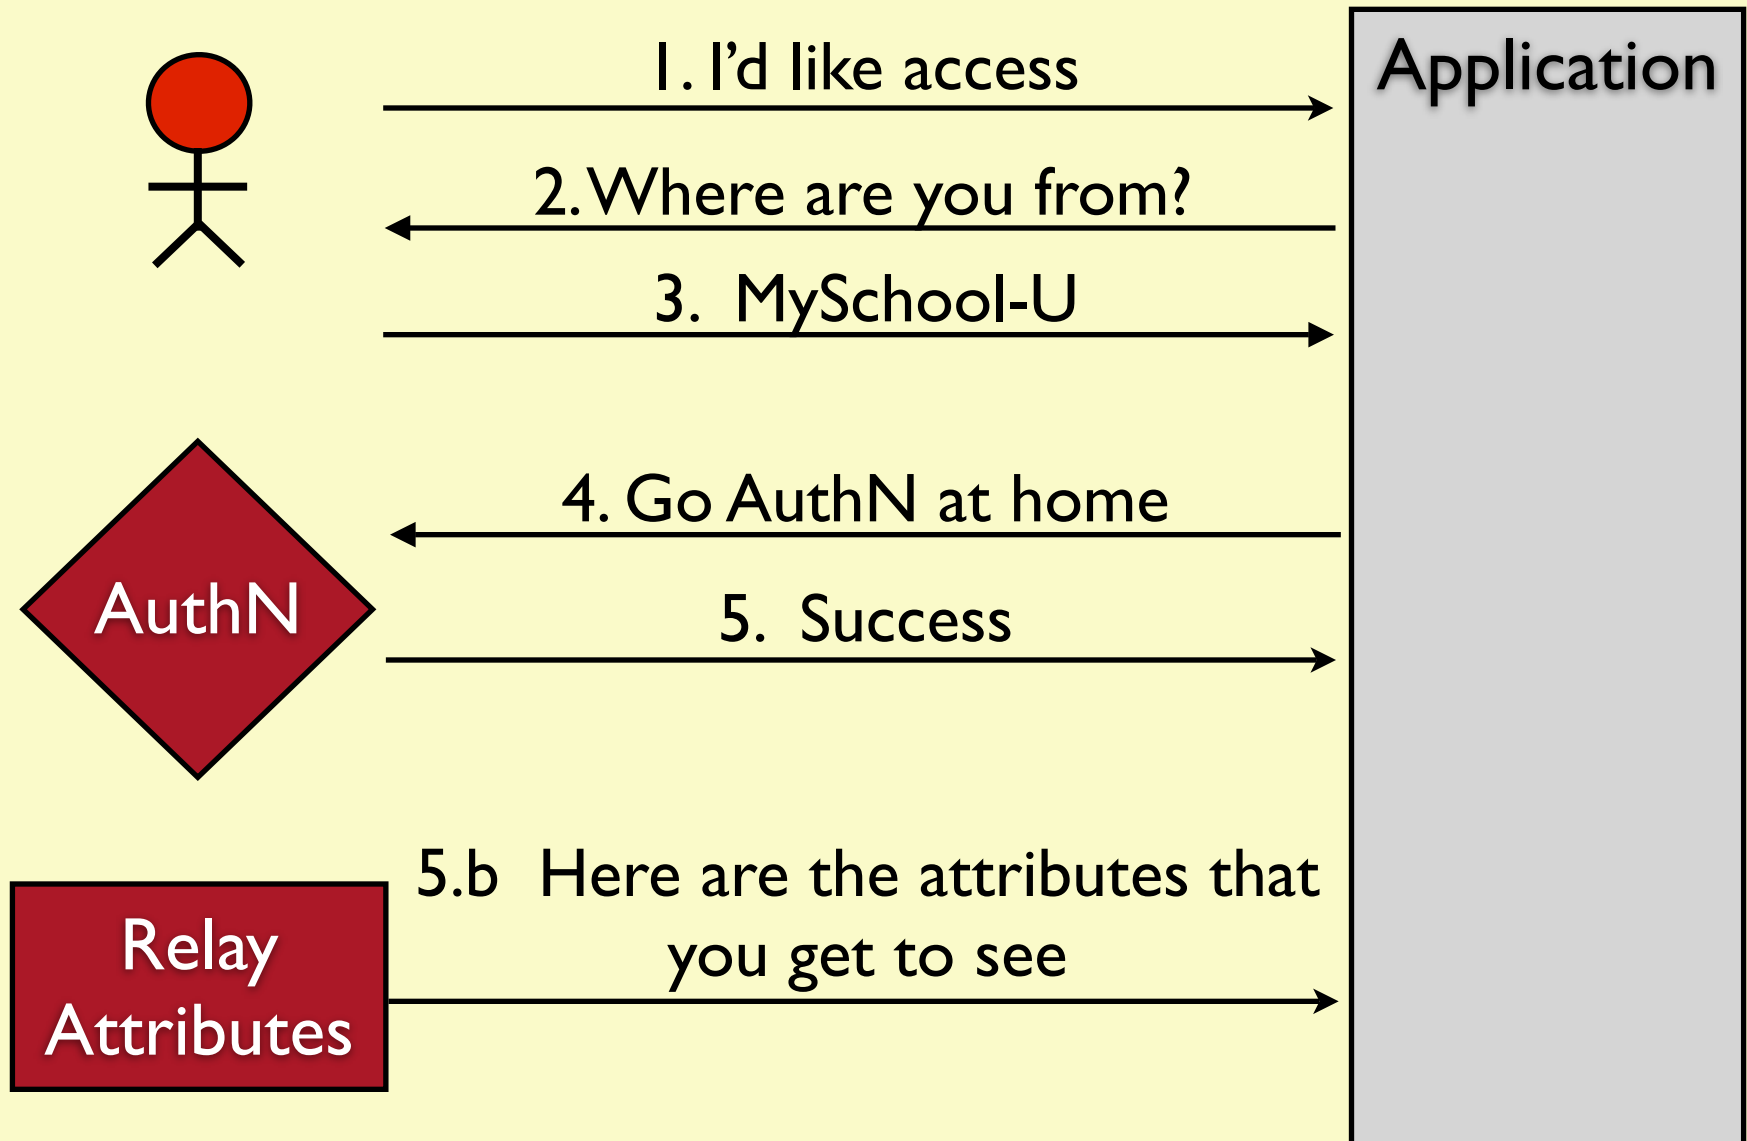 1. I’d like access
Application
2. Where are you from?
3. MySchool-U
4. Go AuthN at home
AuthN
5. Success
5.b Here are the attributes that
you get to see
Relay
Attributes